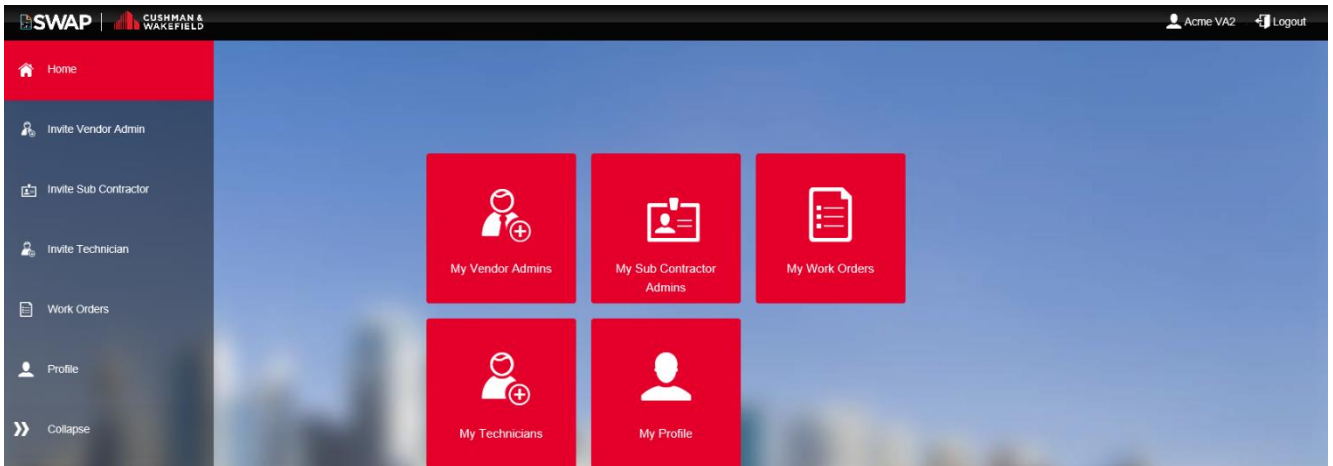 SWAP | CUSHMAN & WAKEFIELD
Acme VA2 Logout
Home
Invite Vendor Admin
Invite Sub Contractor
Invite Technician
Work Orders
Profile
Collapse
My Vendor Admins
My Sub Contractor
Admins
My Work Orders
My Technicians
My Profile